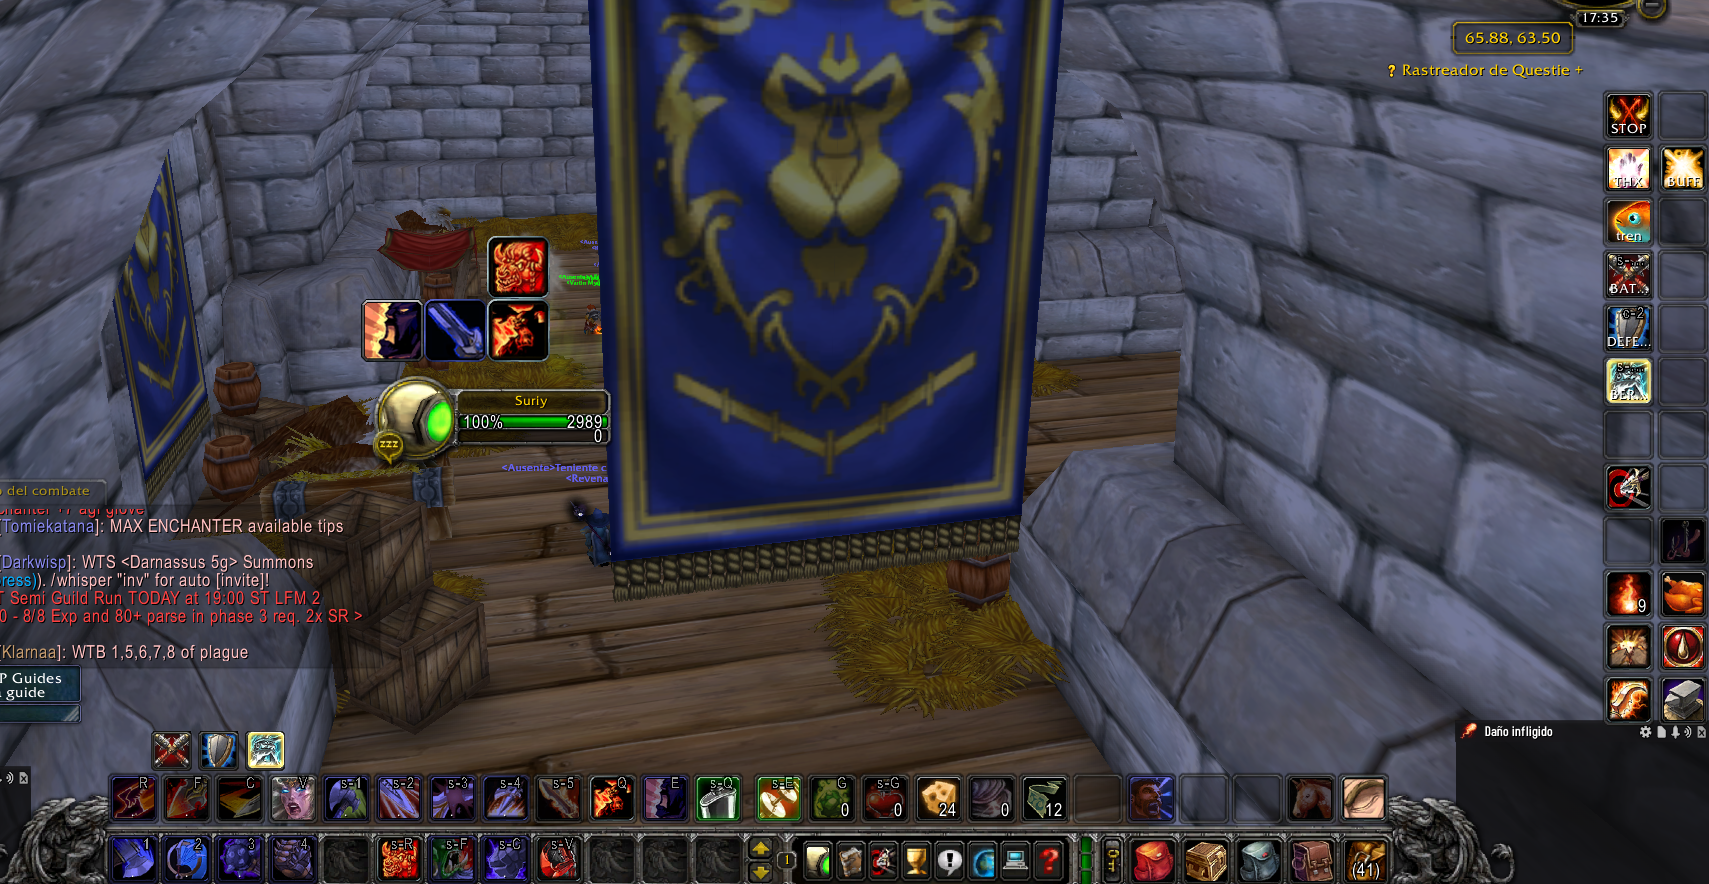 17:35
65.88, 63.50
? Rastreador de Questie +
STOP
THX
BUFF
tren
s-...
BAT...
c-2
DEFE...
s-...
BER...
Suriy
100% 2989
0
zzz
<Ausente>Teniente c
<Revena
del combate
[Tomiekatana]: MAX ENCHANTER available tips
[Darkwisp]: WTS <Darnassus 5g> Summons
ress)). /whisper "inv" for auto [invite]!
T Semi Guild Run TODAY at 19:00 ST LFM 2
0 - 8/8 Exp and 80+ parse in phase 3 req. 2x SR >
[Klarnaa]: WTB 1,5,6,7,8 of plague
P Guides
guide
9
Daño infligido
R F C V s-1 s-2 s-3 s-4 s-5 Q E s-Q s-E G s-G
0 0 24 0 12
1 2 3 4 s-R s-F s-C s-V
1
(41)